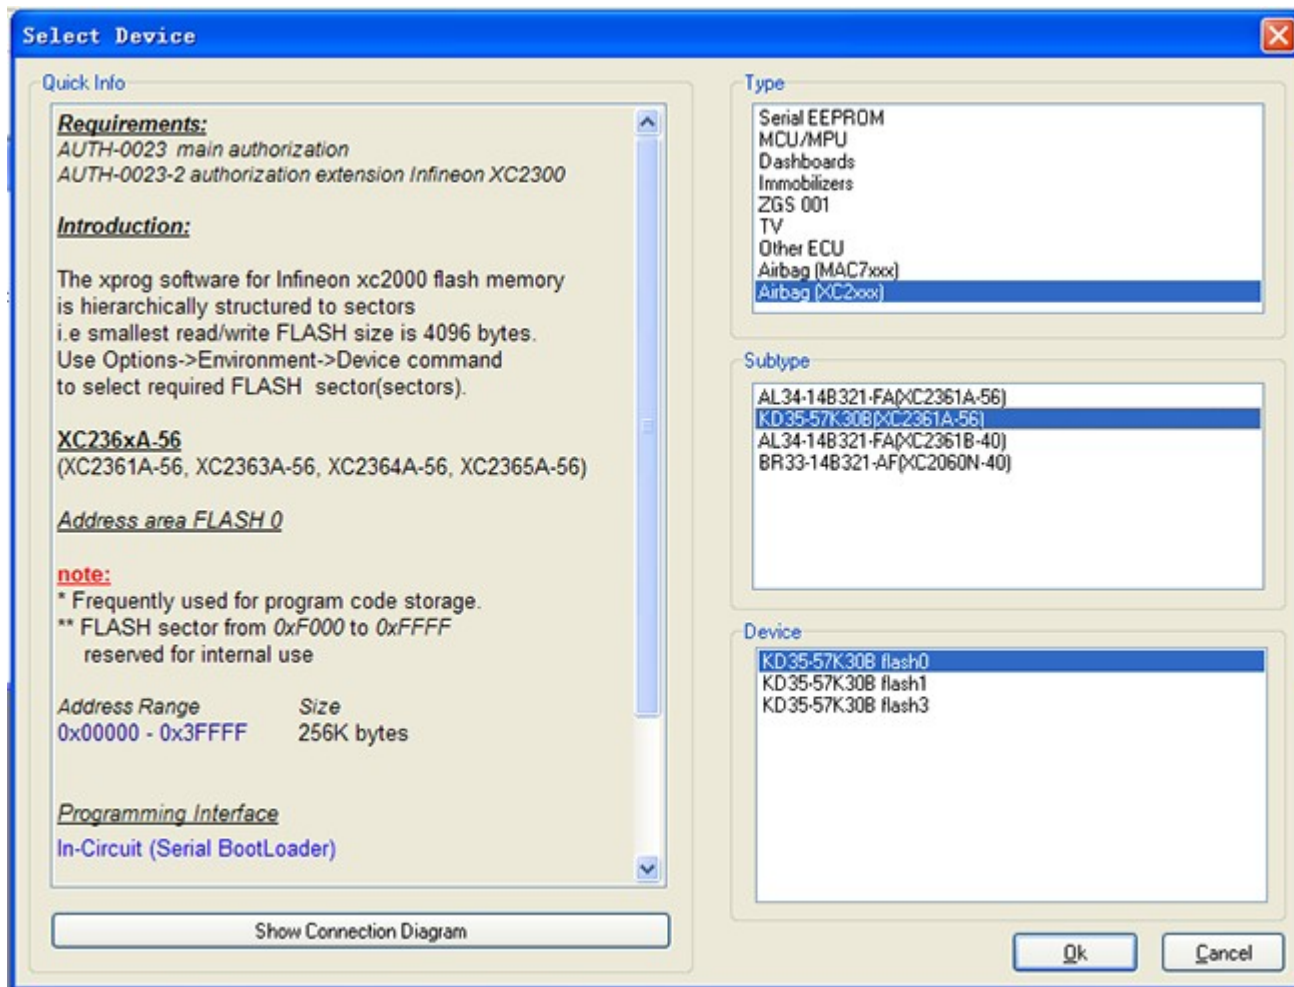 Select Device
Quick Info
Requirements:
AUTH-0023 main authorization
AUTH-0023-2 authorization extension Infineon XC2300
Introduction:
The xprog software for Infineon xc2000 flash memory
is hierarchically structured to sectors
i.e smallest read/write FLASH size is 4096 bytes.
Use Options->Environment->Device command
to select required FLASH sector(sectors).
XC236xA-56
(XC2361A-56, XC2363A-56, XC2364A-56, XC2365A-56)
Address area FLASH 0
note:
* Frequently used for program code storage.
** FLASH sector from 0xF000 to 0xFFFF
reserved for internal use
Address Range Size
0x00000 - 0x3FFFF 256K bytes
Programming Interface
In-Circuit (Serial BootLoader)
Show Connection Diagram
Type
Serial EEPROM
MCU/MPU
Dashboards
Immobilizers
ZGS 001
TV
Other ECU
Airbag (MAC7xxx)
Airbag (XC2xxx)
Subtype
AL34-14B321-FA(XC2361A-56)
KD35-57K30B(XC2361A-56)
AL34-14B321-FA(XC2361B-40)
BR33-14B321-AF(XC2060N-40)
Device
KD35-57K30B flash0
KD35-57K30B flash1
KD35-57K30B flash3
Ok
Cancel